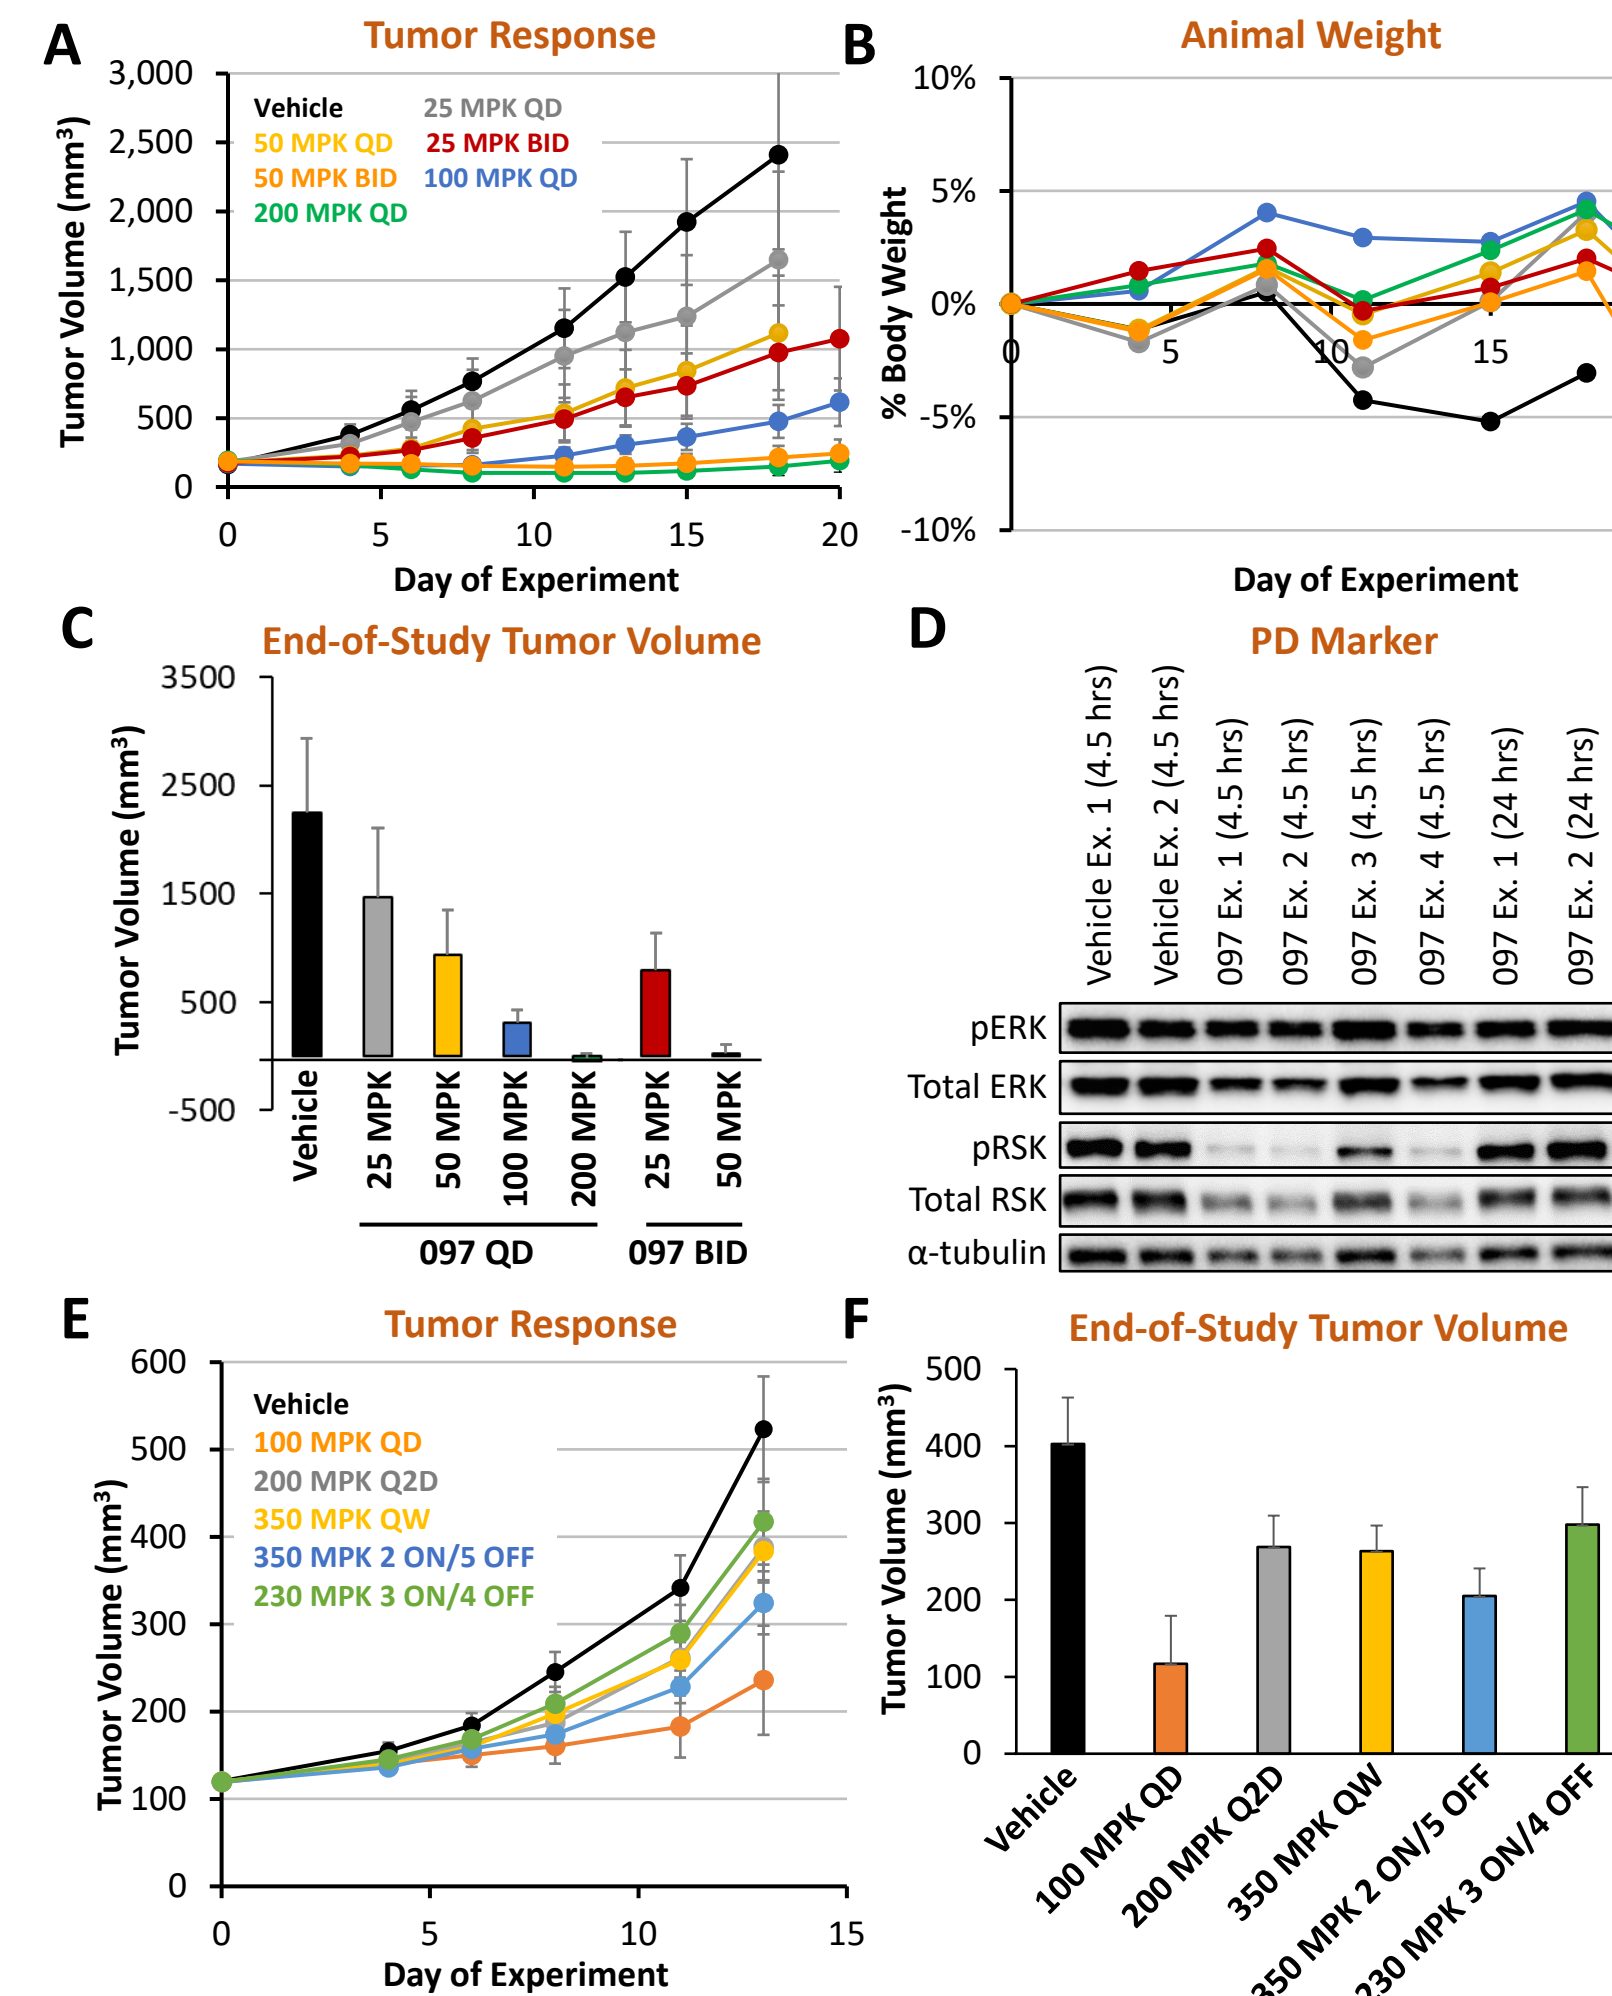 A
Tumor Response
3,000
2,500
2,000
1,500
1,000
500
0
Tumor Volume (mm³)
Vehicle 25 MPK QD
50 MPK QD 25 MPK BID
50 MPK BID 100 MPK QD
200 MPK QD
0 5 10 15 20
Day of Experiment
B
Animal Weight
10%
5%
0%
-5%
-10%
% Body Weight
0 5 10 15
Day of Experiment
C
End-of-Study Tumor Volume
3500
2500
1500
500
-500
Tumor Volume (mm³)
Vehicle
25 MPK
50 MPK
100 MPK
200 MPK
25 MPK
50 MPK
097 QD 097 BID
D
PD Marker
Vehicle Ex. 1 (4.5 hrs)
Vehicle Ex. 2 (4.5 hrs)
097 Ex. 1 (4.5 hrs)
097 Ex. 2 (4.5 hrs)
097 Ex. 3 (4.5 hrs)
097 Ex. 4 (4.5 hrs)
097 Ex. 1 (24 hrs)
097 Ex. 2 (24 hrs)
pERK
Total ERK
pRSK
Total RSK
α-tubulin
E
Tumor Response
600
500
400
300
200
100
0
Tumor Volume (mm³)
Vehicle
100 MPK QD
200 MPK Q2D
350 MPK QW
350 MPK 2 ON/5 OFF
230 MPK 3 ON/4 OFF
0 5 10 15
Day of Experiment
F
End-of-Study Tumor Volume
500
400
300
200
100
0
Tumor Volume (mm³)
Vehicle
100 MPK QD
200 MPK Q2D
350 MPK QW
350 MPK 2 ON/5 OFF
230 MPK 3 ON/4 OFF